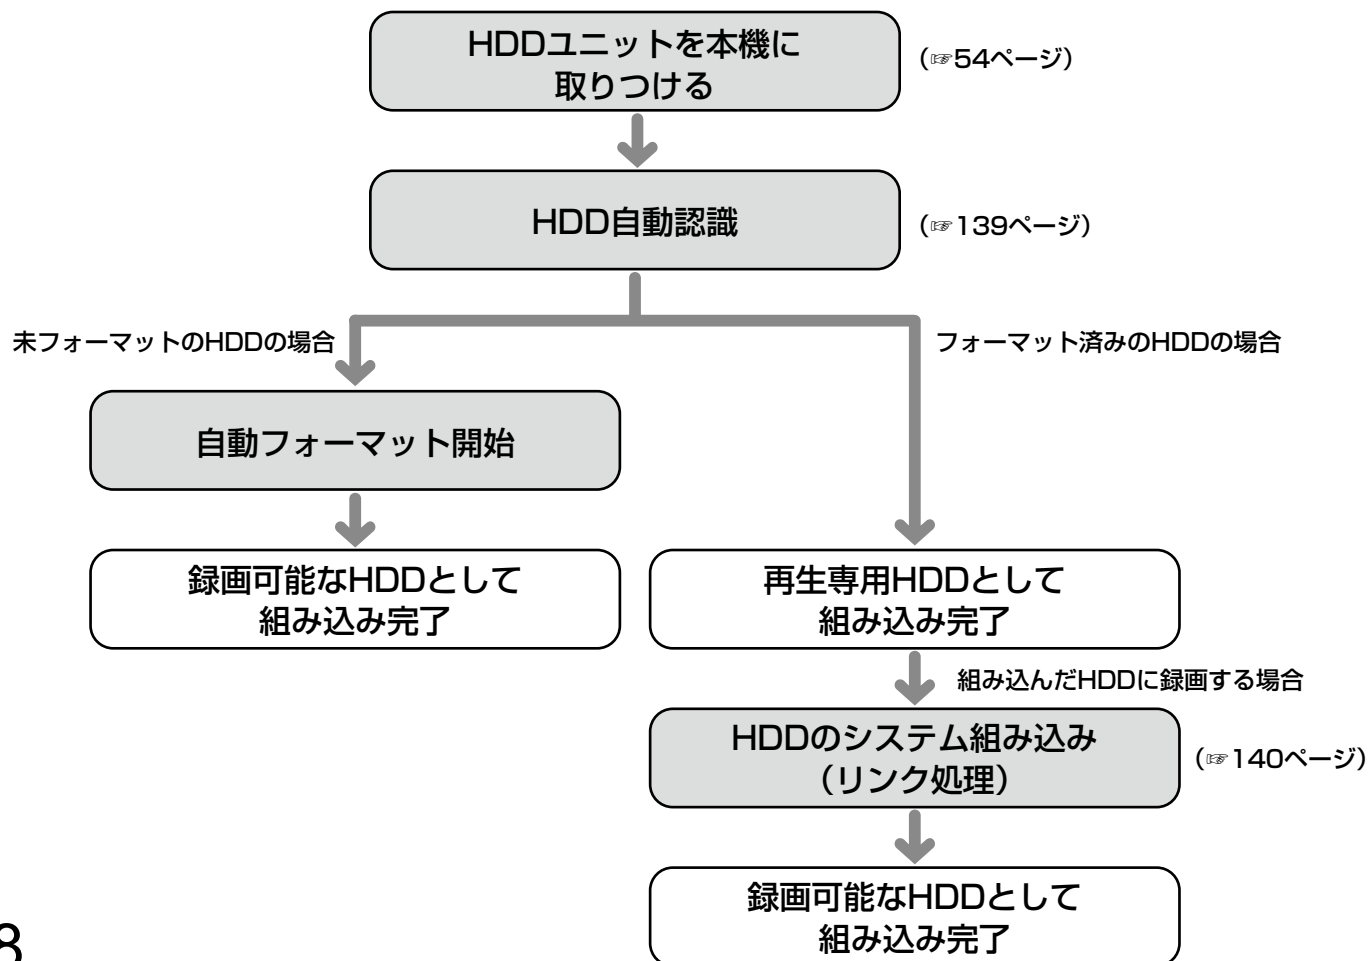 HDDユニットを本機に
取りつける
（☞54ページ）
HDD自動認識
（☞139ページ）
未フォーマットのHDDの場合
フォーマット済みのHDDの場合
自動フォーマット開始
録画可能なHDDとして
組み込み完了
再生専用HDDとして
組み込み完了
組み込んだHDDに録画する場合
HDDのシステム組み込み
（リンク処理）
（☞140ページ）
録画可能なHDDとして
組み込み完了
8